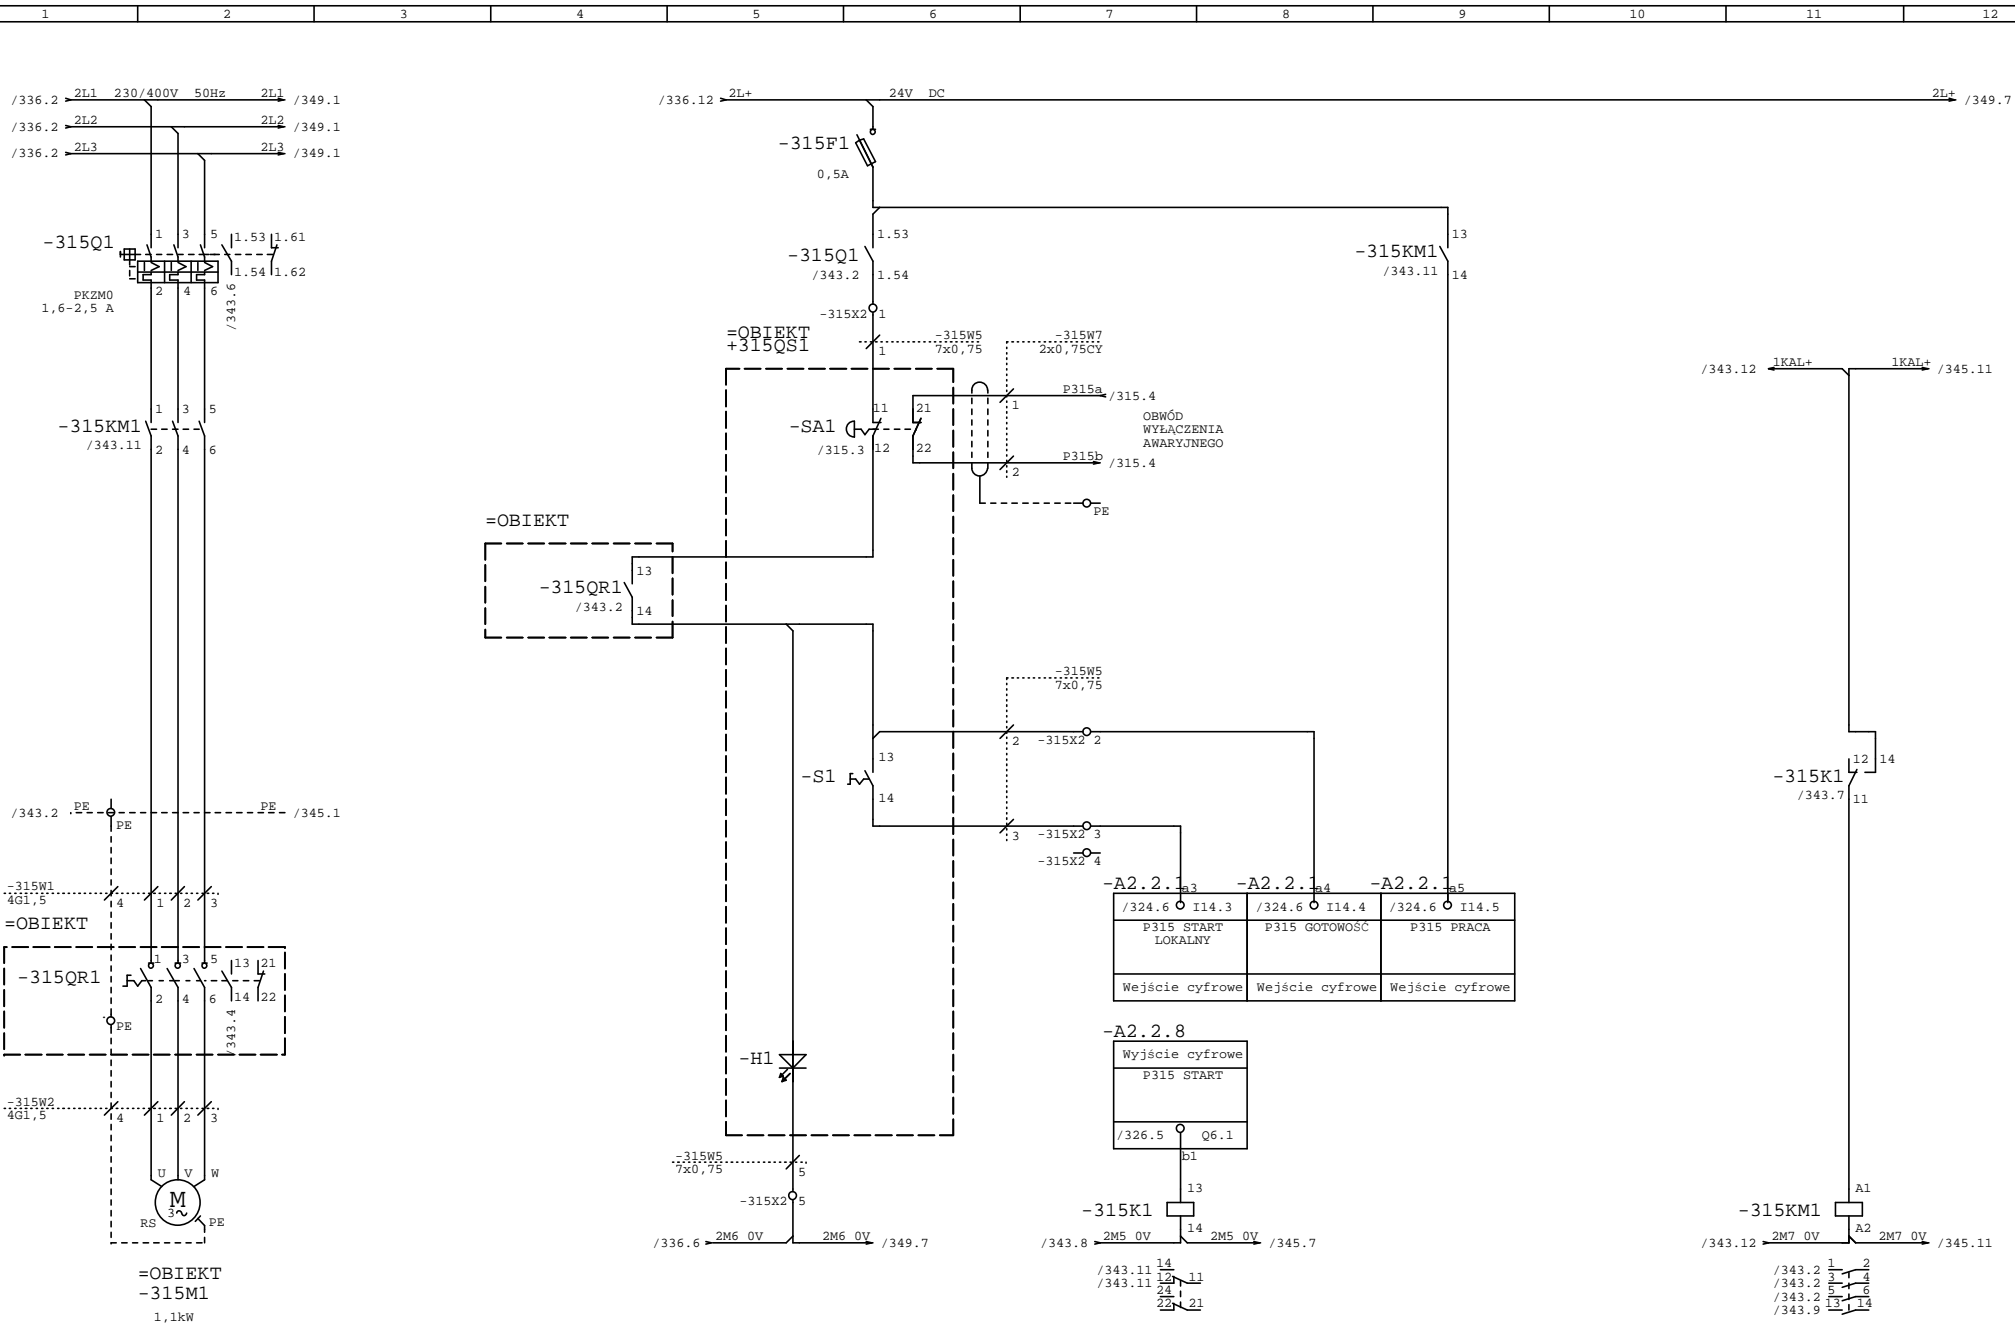 1 2 3 4 5 6 7 8 9 10 11 12
/336.2 2L1 230/400V 50Hz 2L1 /349.1
/336.2 2L2 2L2 /349.1
/336.2 2L3 2L3 /349.1
-315Q1
1 3 5 1.53 1.61
1.54 1.62
2 4 6
PKZM0
1,6-2,5 A
/343.6
1 3 5
-315KM1
/343.11 2 4 6
/343.2 PE PE /345.1
PE
-315W1
4G1,5
4 1 2 3
=OBIEKT
-315QR1
1 3 5 13 21
2 4 6 14 22
PE
/343.4
-315W2
4G1,5
4 1 2 3
U V W
M
3
RS PE
=OBIEKT
-315M1
1,1kW
/336.12 2L+ 24V DC 2L+ /349.7
-315F1
0,5A
1.53
-315Q1
/343.2 1.54
-315X2 1
=OBIEKT
+315QS1
-315W5
7x0,75
1
-315W7
2x0,75CY
P315a /315.4
1
OBWÓD
WYŁĄCZENIA
AWARYJNEGO
11 21
-SA1
/315.3 12 22
P315b /315.4
2
PE
=OBIEKT
13
-315QR1
/343.2 14
-315W5
7x0,75
2 -315X2 2
13
-S1
14
3 -315X2 3
-315X2 4
13
-315KM1
/343.11 14
-A2.2.1 a3 -A2.2.1 a4 -A2.2.1 a5
/324.6 I14.3 /324.6 I14.4 /324.6 I14.5
P315 START
LOKALNY
P315 GOTOWOŚĆ
P315 PRACA
Wejście cyfrowe Wejście cyfrowe Wejście cyfrowe
-A2.2.8
Wyjście cyfrowe
P315 START
/326.5 Q6.1
b1
-H1
-315W5
7x0,75
5
-315X2 5
/336.6 2M6 0V 2M6 0V /349.7
13
-315K1
14
/343.8 2M5 0V 2M5 0V /345.7
/343.11 14
/343.11 12 11
24
22 21
/343.12 1KAL+ 1KAL+ /345.11
12 14
-315K1
/343.7 11
A1
-315KM1
A2
/343.12 2M7 0V 2M7 0V /345.11
/343.2 1 2
/343.2 3 4
/343.2 5 6
/343.9 13 14